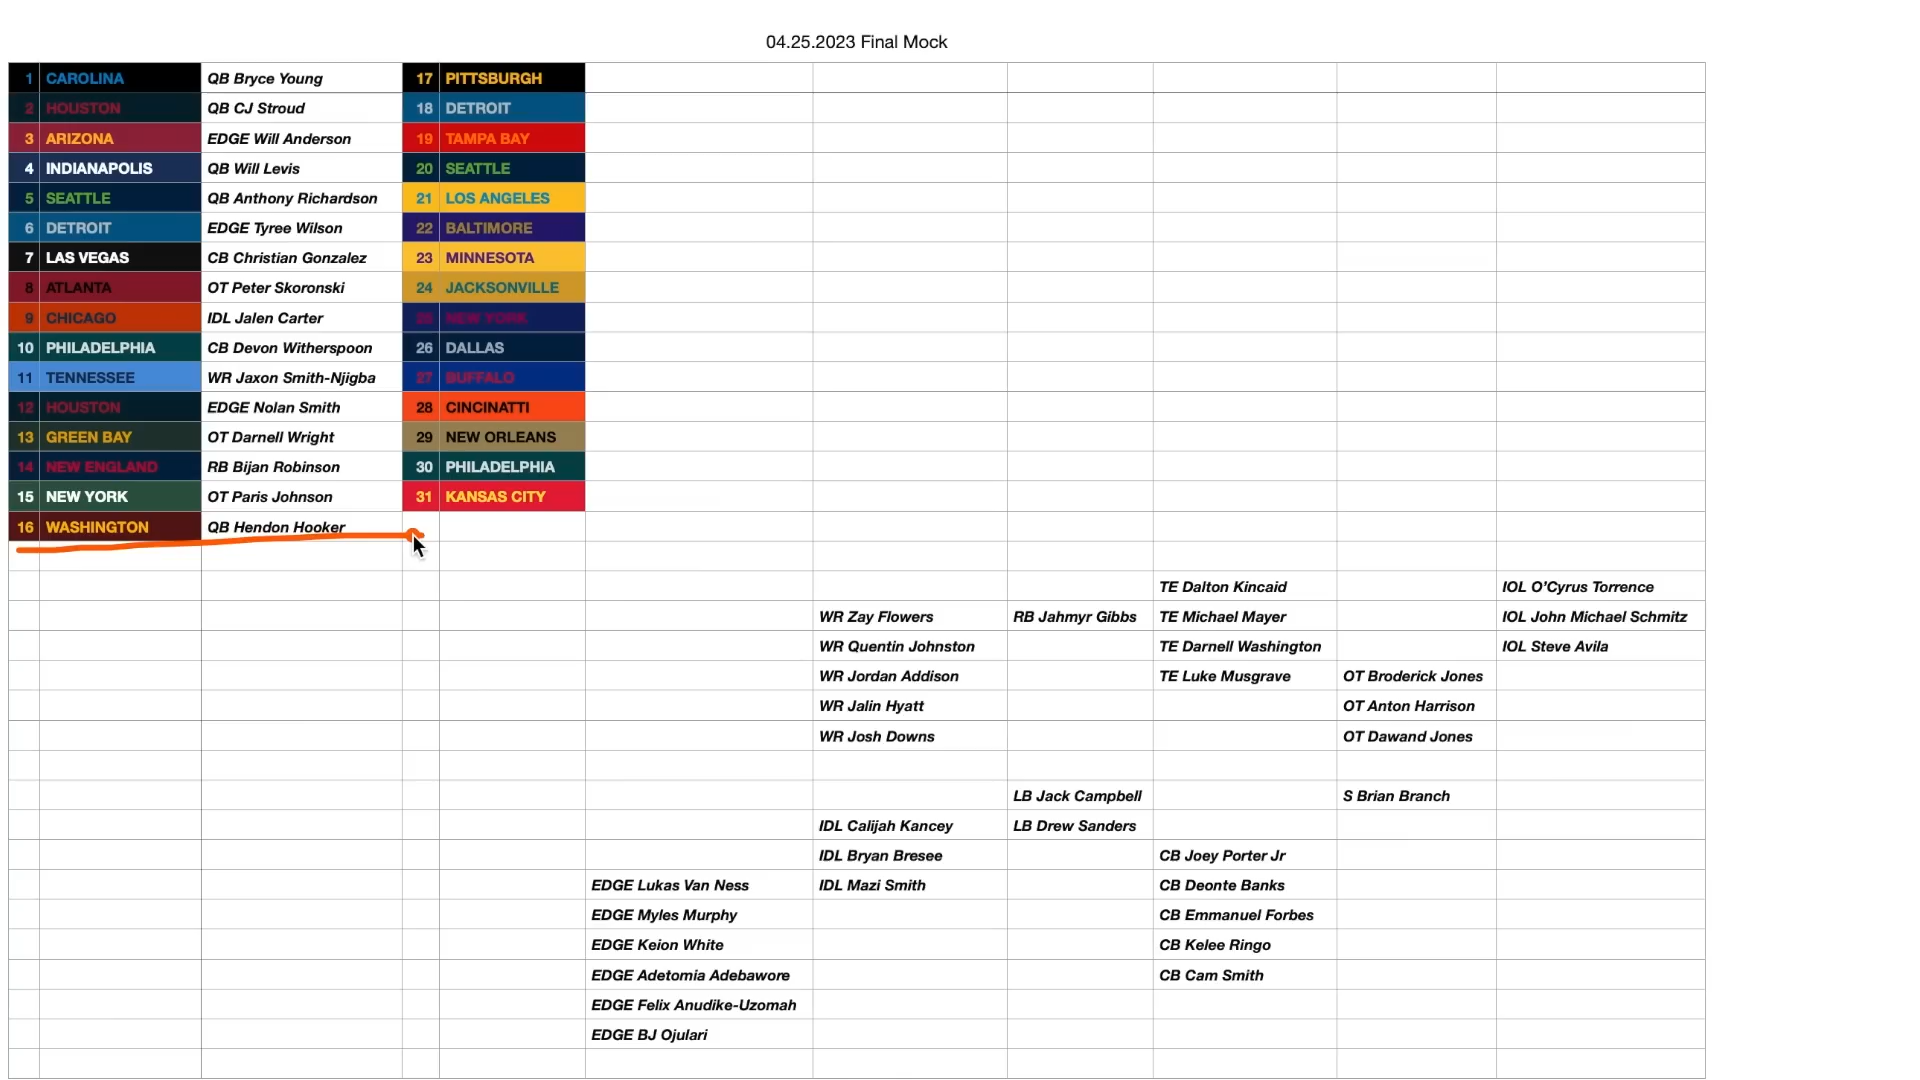 04.25.2023 Final Mock
1 CAROLINA QB Bryce Young 17 PITTSBURGH
2 HOUSTON QB CJ Stroud 18 DETROIT
3 ARIZONA EDGE Will Anderson 19 TAMPA BAY
4 INDIANAPOLIS QB Will Levis 20 SEATTLE
5 SEATTLE QB Anthony Richardson 21 LOS ANGELES
6 DETROIT EDGE Tyree Wilson 22 BALTIMORE
7 LAS VEGAS CB Christian Gonzalez 23 MINNESOTA
8 ATLANTA OT Peter Skoronski 24 JACKSONVILLE
9 CHICAGO IDL Jalen Carter 25 NEW YORK
10 PHILADELPHIA CB Devon Witherspoon 26 DALLAS
11 TENNESSEE WR Jaxon Smith-Njigba 27 BUFFALO
12 HOUSTON EDGE Nolan Smith 28 CINCINATTI
13 GREEN BAY OT Darnell Wright 29 NEW ORLEANS
14 NEW ENGLAND RB Bijan Robinson 30 PHILADELPHIA
15 NEW YORK OT Paris Johnson 31 KANSAS CITY
16 WASHINGTON QB Hendon Hooker
TE Dalton Kincaid IOL O'Cyrus Torrence
WR Zay Flowers RB Jahmyr Gibbs TE Michael Mayer IOL John Michael Schmitz
WR Quentin Johnston TE Darnell Washington IOL Steve Avila
WR Jordan Addison TE Luke Musgrave OT Broderick Jones
WR Jalin Hyatt OT Anton Harrison
WR Josh Downs OT Dawand Jones
LB Jack Campbell S Brian Branch
IDL Calijah Kancey LB Drew Sanders
IDL Bryan Bresee CB Joey Porter Jr
EDGE Lukas Van Ness IDL Mazi Smith CB Deonte Banks
EDGE Myles Murphy CB Emmanuel Forbes
EDGE Keion White CB Kelee Ringo
EDGE Adetomia Adebawore CB Cam Smith
EDGE Felix Anudike-Uzomah
EDGE BJ Ojulari